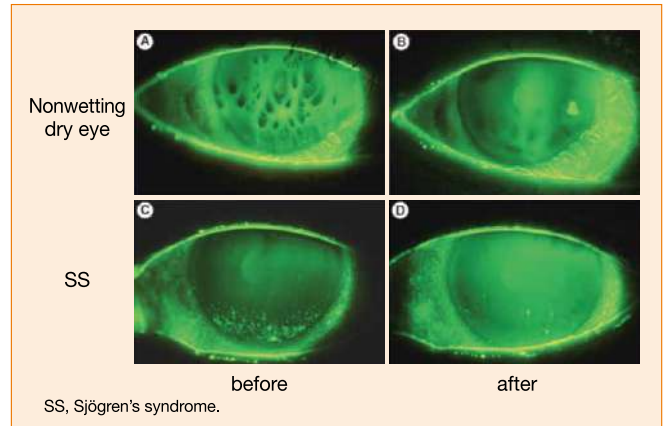 A
B
Nonwetting
dry eye
C
D
SS
before
after
SS, Sjögren's syndrome.